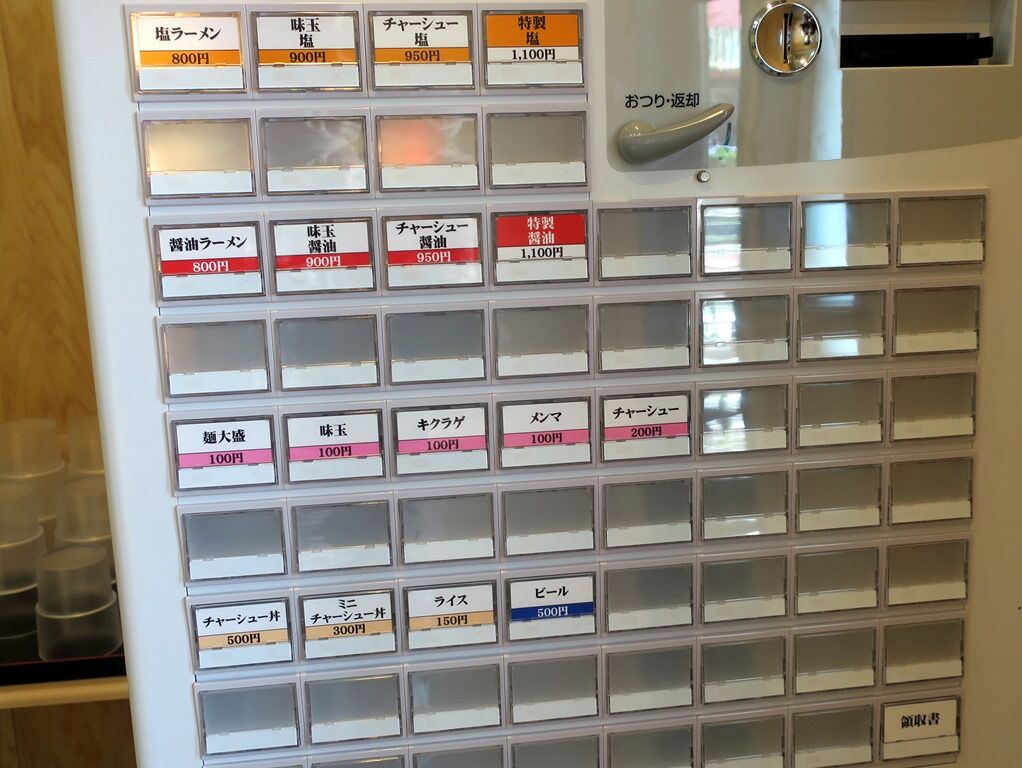 塩ラーメン
800円
味玉
塩
900円
チャーシュー
塩
950円
特製
塩
1,100円
おつり・返却
醤油ラーメン
800円
味玉
醤油
900円
チャーシュー
醤油
950円
特製
醤油
1,100円
麺大盛
100円
味玉
100円
キクラゲ
100円
メンマ
100円
チャーシュー
200円
チャーシュー丼
500円
ミニ
チャーシュー丼
300円
ライス
150円
ビール
500円
領収書